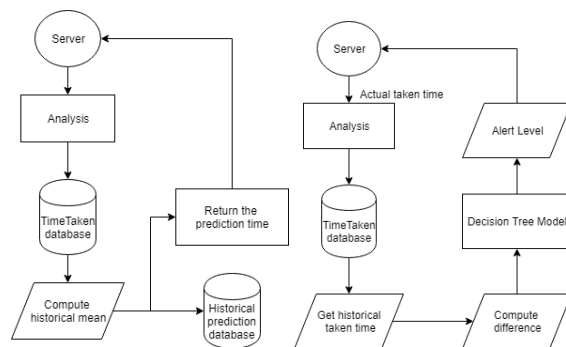 Server
Analysis
TimeTaken
database
Compute
historical mean
Return the
prediction time
Historical
prediction
database
Server
Actual taken time
Analysis
TimeTaken
database
Get historical
taken time
Compute
difference
Decision Tree Model
Alert Level